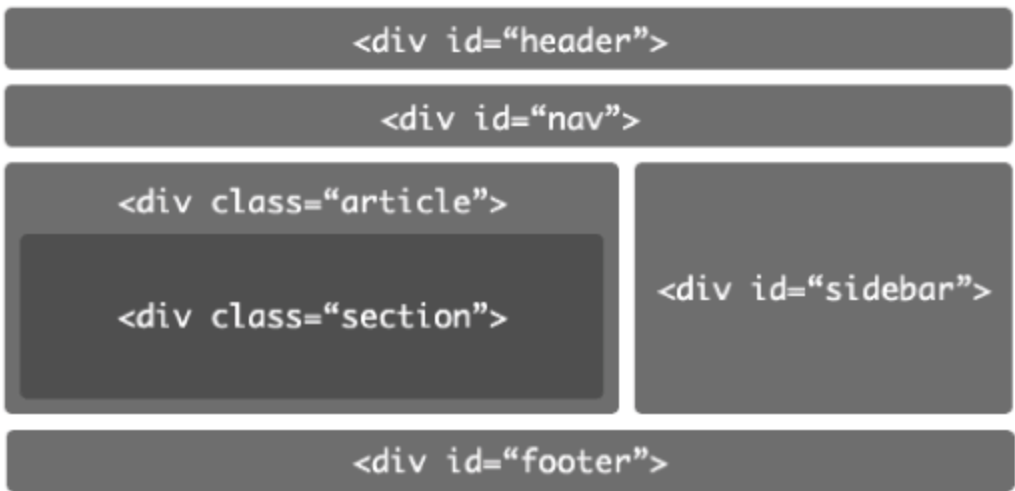 <div id=“header”>
<div id=“nav”>
<div class=“article”>
<div class=“section”>
<div id=“sidebar”>
<div id=“footer”>